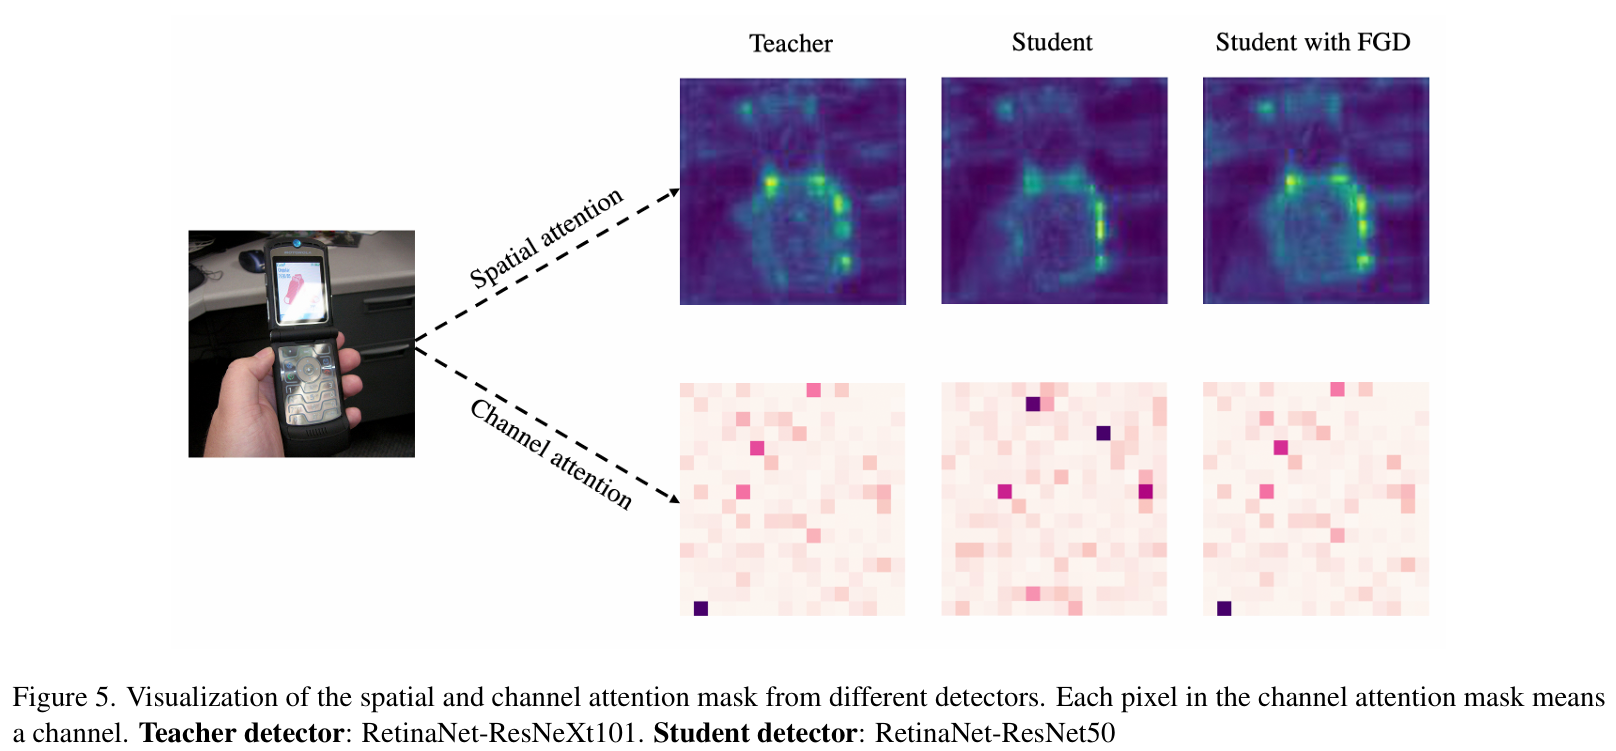 Teacher
Student
Student with FGD
Spatial attention
Channel attention
Figure 5. Visualization of the spatial and channel attention mask from different detectors. Each pixel in the channel attention mask means
a channel. Teacher detector: RetinaNet-ResNeXt101. Student detector: RetinaNet-ResNet50